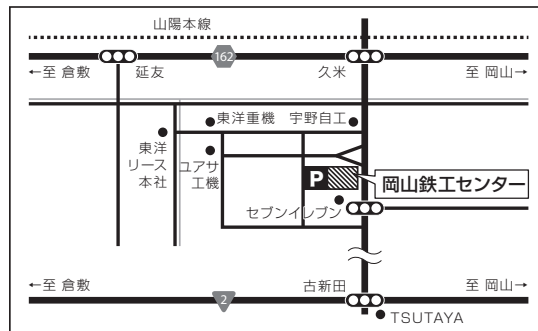 山陽本線
162
←至 倉敷
延友
久米
至 岡山→
東洋重機
宇野自工
東洋
リース
本社
ユアサ
工機
P
岡山鉄工センター
セブンイレブン
←至 倉敷
古新田
至 岡山→
2
TSUTAYA